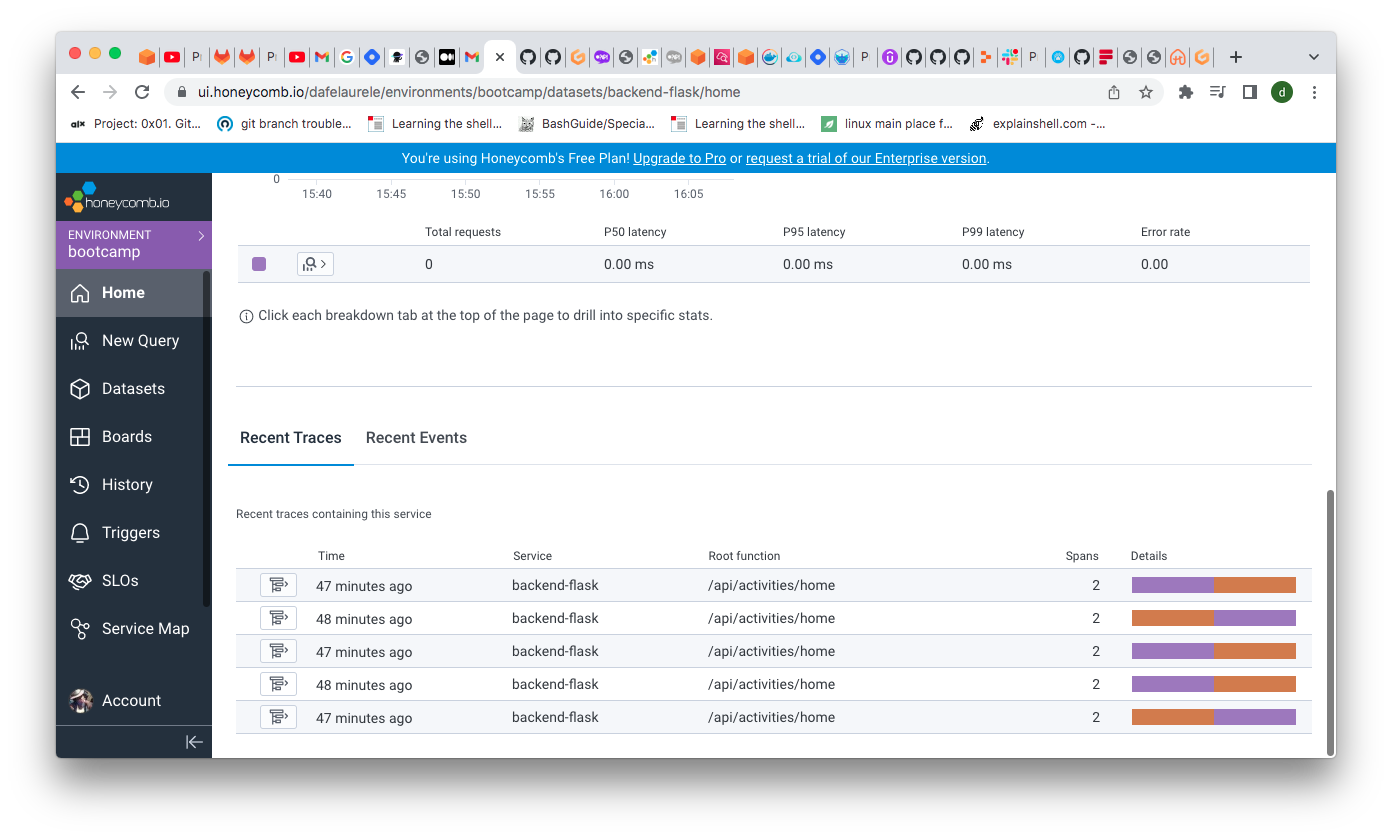 ui.honeycomb.io/dafelaurele/environments/bootcamp/datasets/backend-flask/home
d
alx Project: 0x01. Git... git branch trouble... Learning the shell... BashGuide/Specia... Learning the shell... linux main place f... explainshell.com -...
You're using Honeycomb's Free Plan! Upgrade to Pro or request a trial of our Enterprise version.
honeycomb.io
ENVIRONMENT
bootcamp
Home
New Query
Datasets
Boards
History
Triggers
SLOs
Service Map
Account
0
15:40 15:45 15:50 15:55 16:00 16:05
Total requests P50 latency P95 latency P99 latency Error rate
0 0.00 ms 0.00 ms 0.00 ms 0.00
Click each breakdown tab at the top of the page to drill into specific stats.
Recent Traces Recent Events
Recent traces containing this service
Time Service Root function Spans Details
47 minutes ago backend-flask /api/activities/home 2
48 minutes ago backend-flask /api/activities/home 2
47 minutes ago backend-flask /api/activities/home 2
48 minutes ago backend-flask /api/activities/home 2
47 minutes ago backend-flask /api/activities/home 2